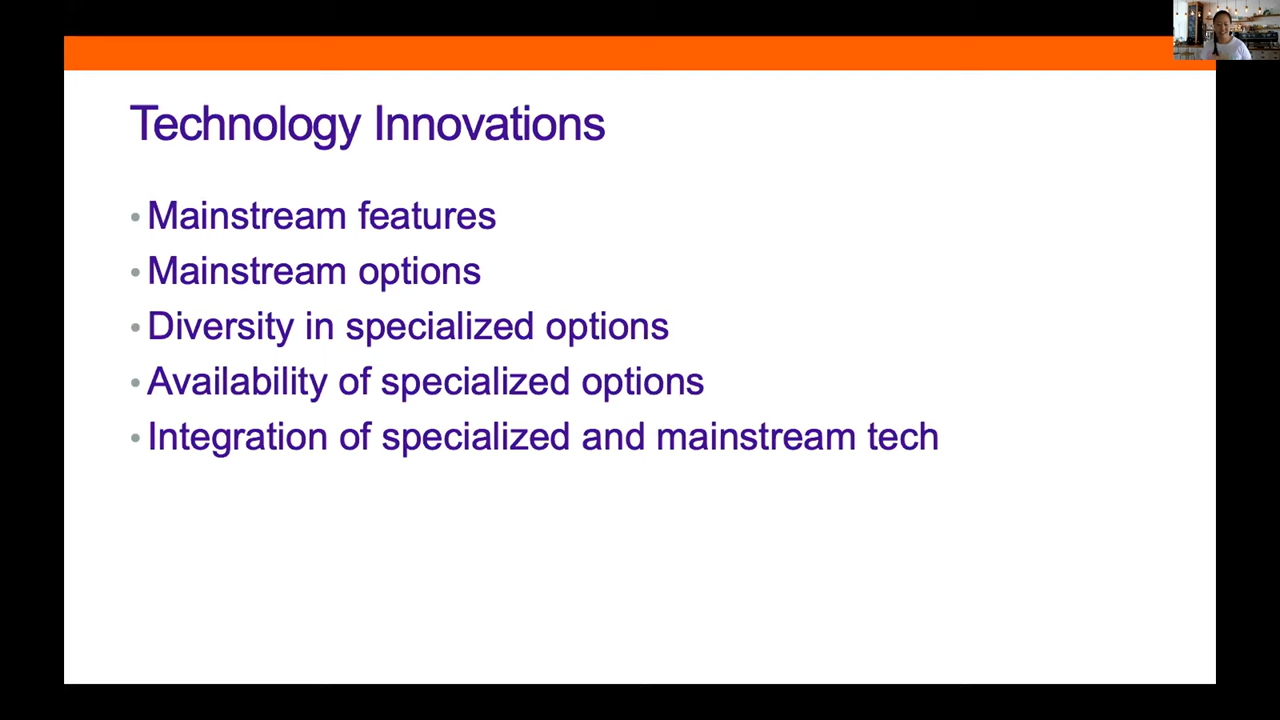 Technology Innovations
• Mainstream features
• Mainstream options
• Diversity in specialized options
• Availability of specialized options
• Integration of specialized and mainstream tech